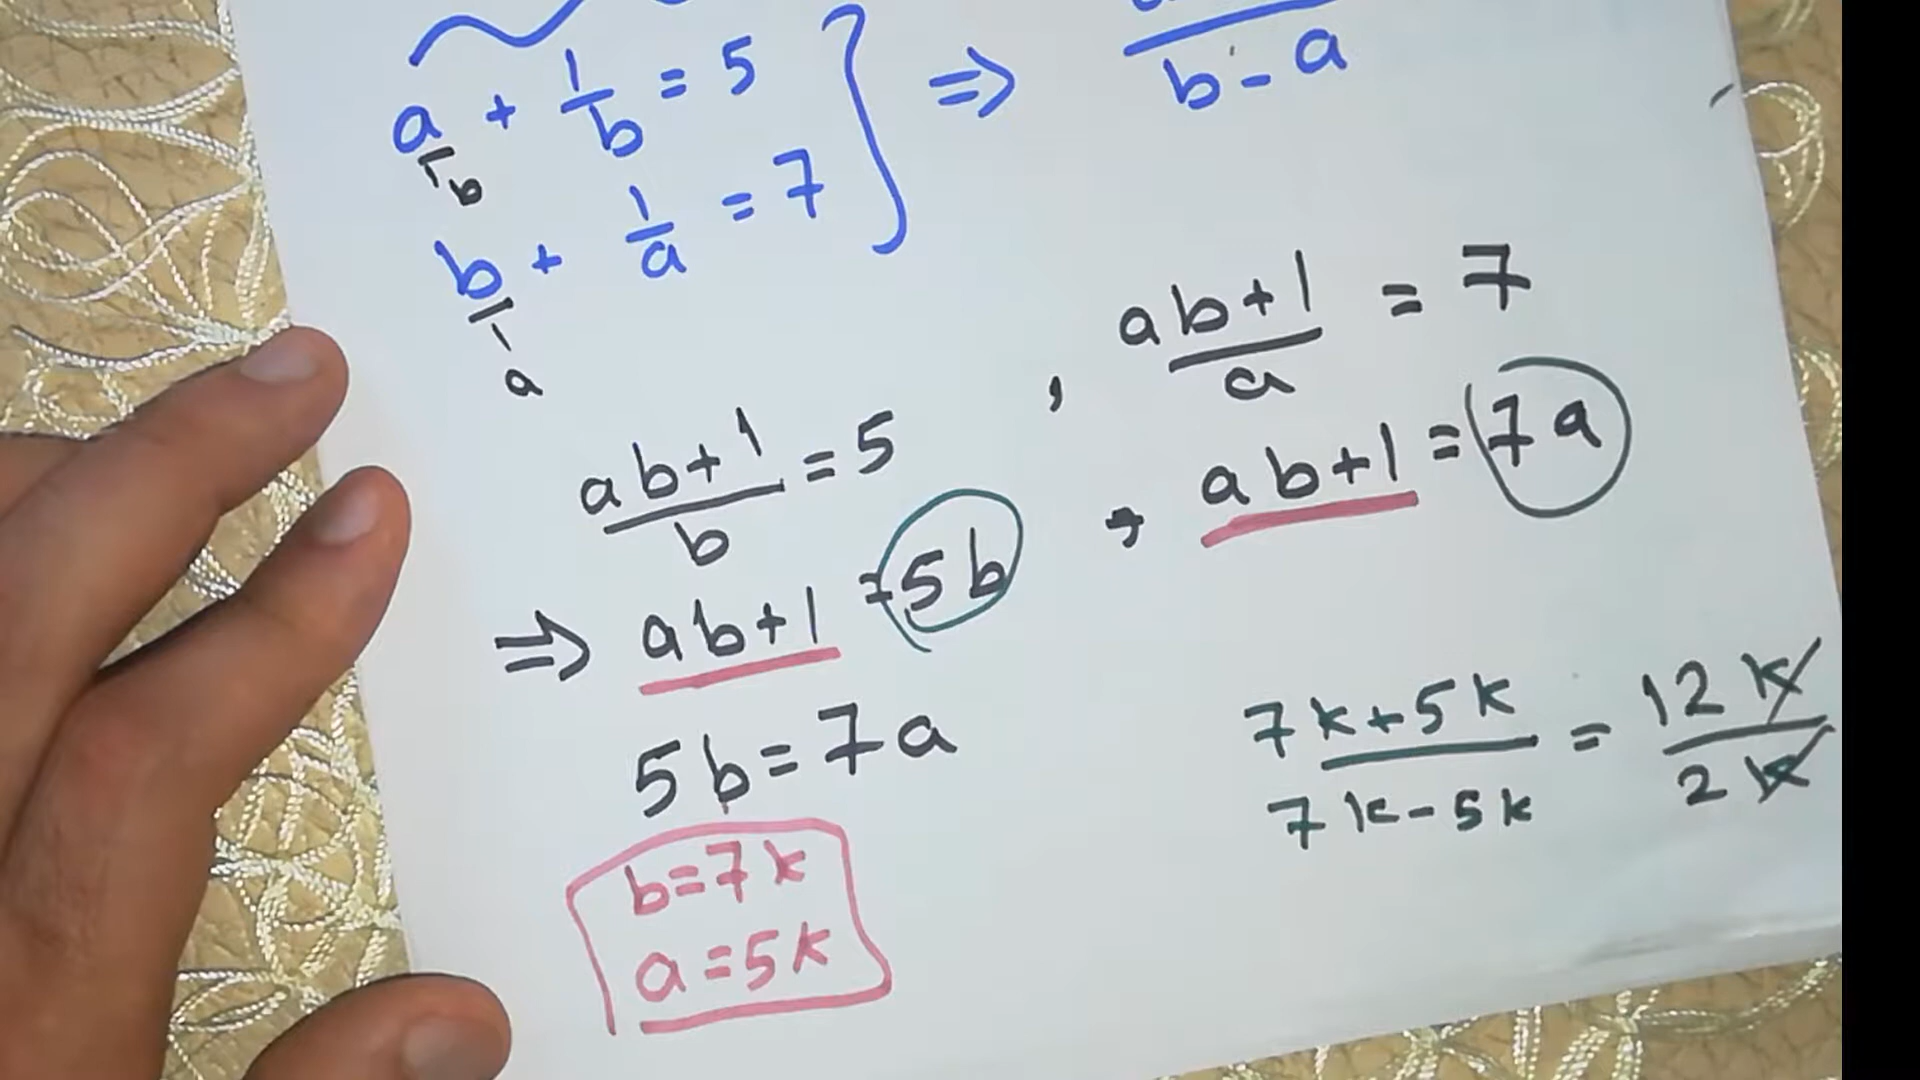 a + 1/b = 5
b
b + 1/a = 7
a
=> /(b - a)
(ab+1)/b = 5 , (ab+1)/a = 7
=> ab+1 = 5b , ab+1 = 7a
5b = 7a
b = 7k
a = 5k
(7k+5k)/(7k-5k) = 12k/2k